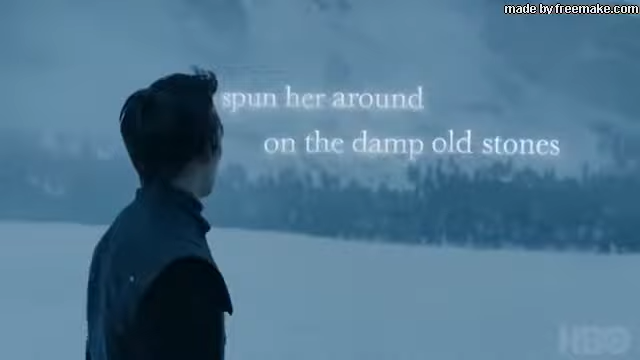 made by freemake.com
spun her around
on the damp old stones
HBO